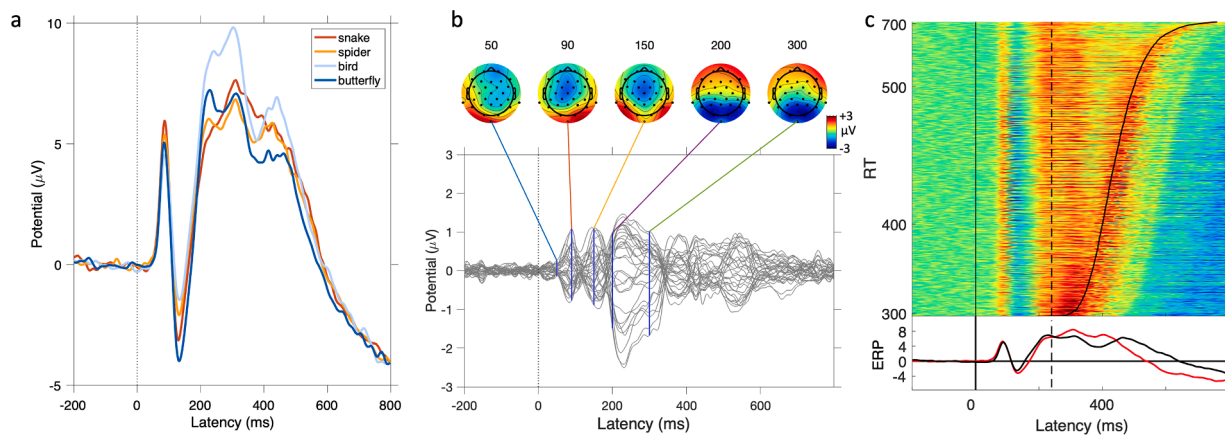 a
10
5
0
-5
Potential (μV)
-200 0 200 400 600 800
Latency (ms)
snake
spider
bird
butterfly
b
50 90 150 200 300
+3
μV
-3
3
2
1
0
-1
-2
-3
Potential (μV)
-200 0 200 400 600
Latency (ms)
c
700
500
400
300
RT
8
4
0
-4
ERP
0 400
Latency (ms)